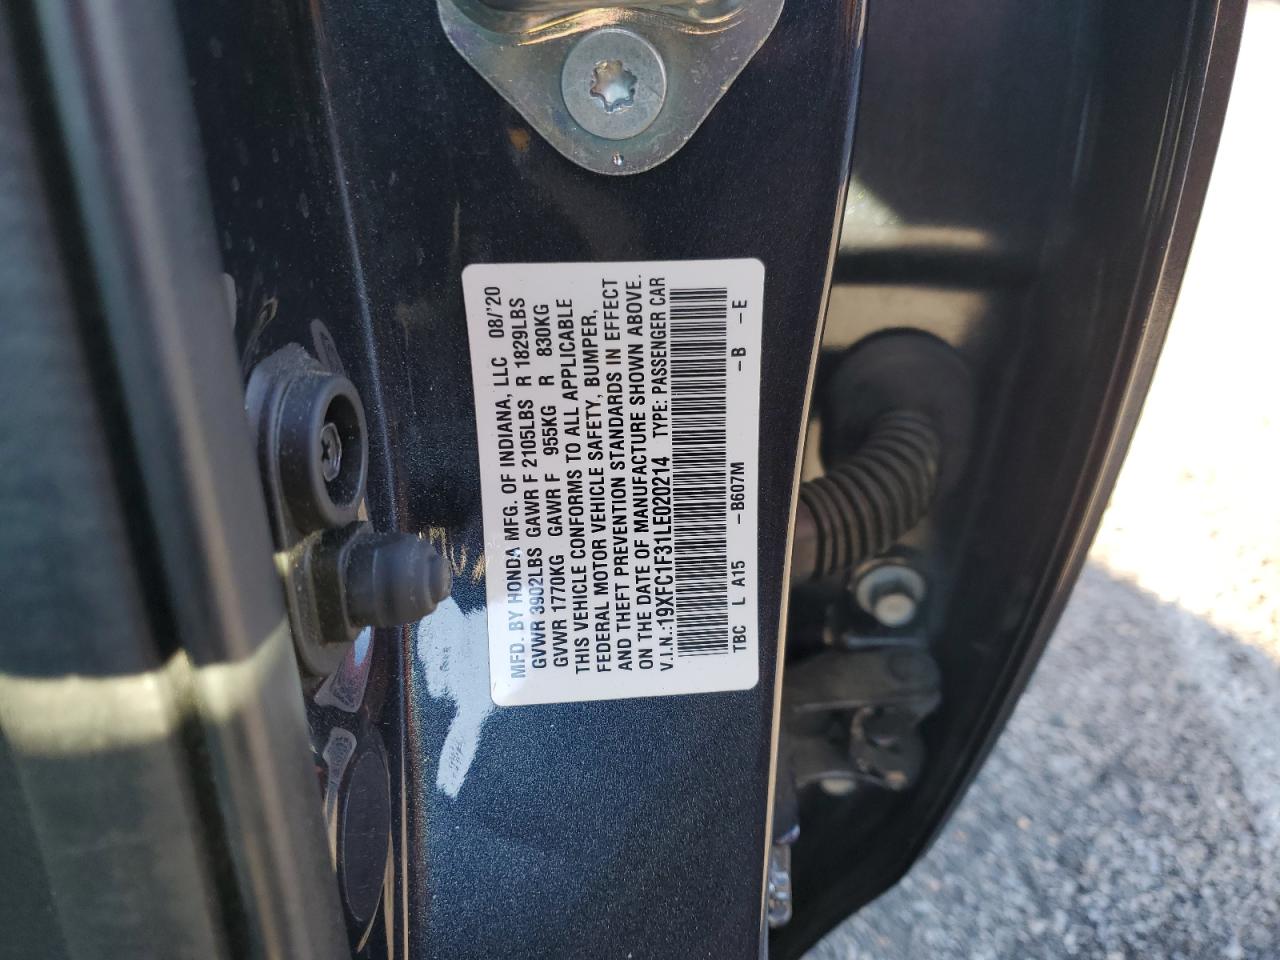 MFD. BY HONDA MFG. OF INDIANA, LLC 08/'20
GVWR 3902LBS GAWR F 2105LBS R 1829LBS
GVWR 1770KG GAWR F 955KG R 830KG
THIS VEHICLE CONFORMS TO ALL APPLICABLE
FEDERAL MOTOR VEHICLE SAFETY, BUMPER,
AND THEFT PREVENTION STANDARDS IN EFFECT
ON THE DATE OF MANUFACTURE SHOWN ABOVE.
V.I.N.:19XFC1F31LE020214 TYPE: PASSENGER CAR
TBC L A15 -B607M -B -E